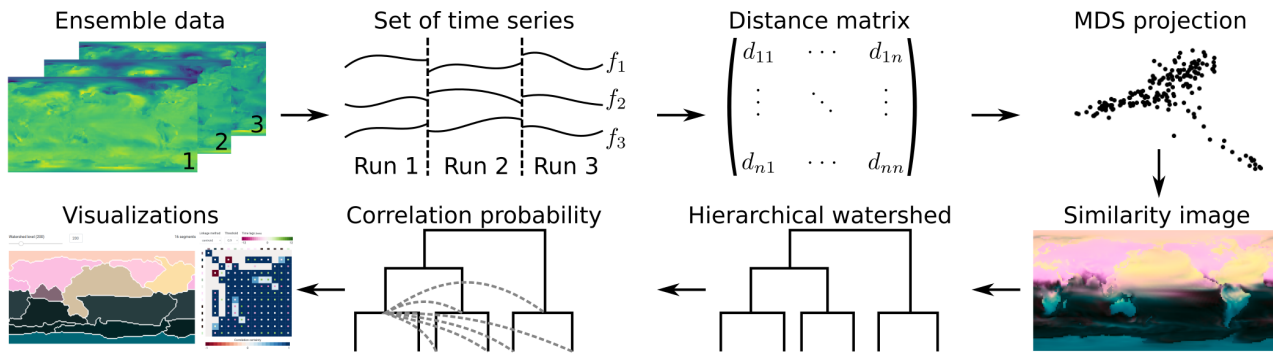 Ensemble data
Set of time series
Distance matrix
MDS projection
1
2
3
f1
f2
f3
Run 1
Run 2
Run 3
d11 · · · d1n
dn1 · · · dnn
Visualizations
Correlation probability
Hierarchical watershed
Similarity image